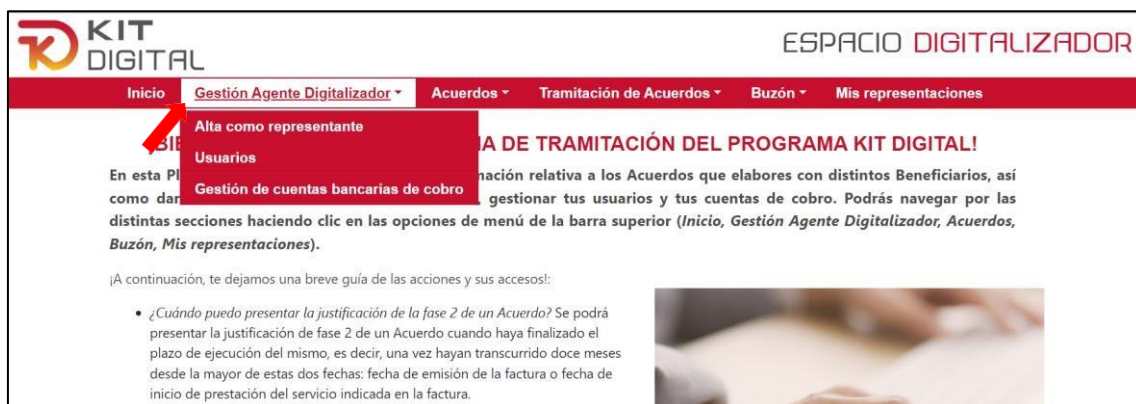 KIT
DIGITAL
ESPACIO DIGITALIZADOR
Inicio Gestión Agente Digitalizador Acuerdos Tramitación de Acuerdos Buzón Mis representaciones
Alta como representante
Usuarios
Gestión de cuentas bancarias de cobro
A DE TRAMITACIÓN DEL PROGRAMA KIT DIGITAL!
En esta relativa a los Acuerdos que elabores con distintos Beneficiarios, así
como gestionar tus usuarios y tus cuentas de cobro. Podrás navegar por las
distintas secciones haciendo clic en las opciones de menú de la barra superior (Inicio, Gestión Agente Digitalizador, Acuerdos,
Buzón, Mis representaciones).
¡A continuación, te dejamos una breve guía de las acciones y sus accesos!:
• ¿Cuándo puedo presentar la justificación de la fase 2 de un Acuerdo? Se podrá
presentar la justificación de fase 2 de un Acuerdo cuando haya finalizado el
plazo de ejecución del mismo, es decir, una vez hayan transcurrido doce meses
desde la mayor de estas dos fechas: fecha de emisión de la factura o fecha de
inicio de prestación del servicio indicada en la factura.